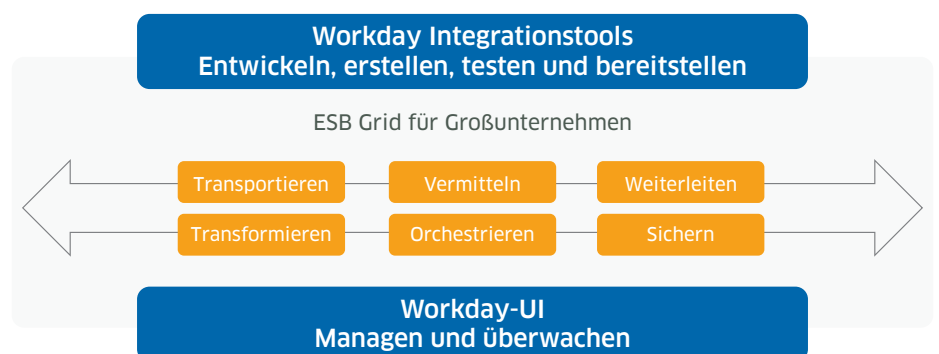 Workday Integrationstools
Entwickeln, erstellen, testen und bereitstellen
ESB Grid für Großunternehmen
Transportieren Vermitteln Weiterleiten
Transformieren Orchestrieren Sichern
Workday-UI
Managen und überwachen